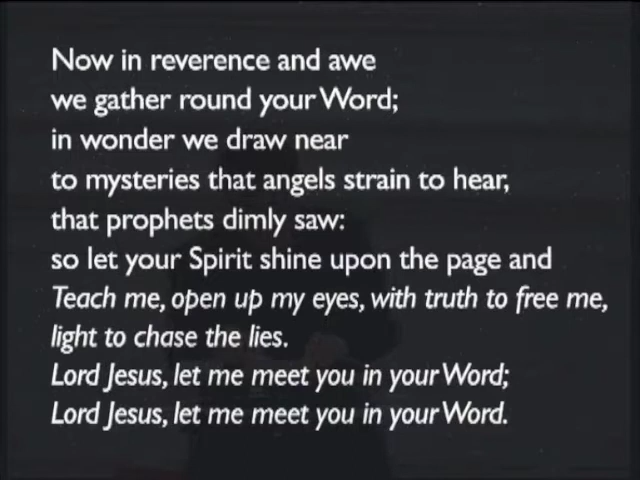 Now in reverence and awe
we gather round your Word;
in wonder we draw near
to mysteries that angels strain to hear,
that prophets dimly saw:
so let your Spirit shine upon the page and
Teach me, open up my eyes, with truth to free me,
light to chase the lies.
Lord Jesus, let me meet you in your Word;
Lord Jesus, let me meet you in your Word.